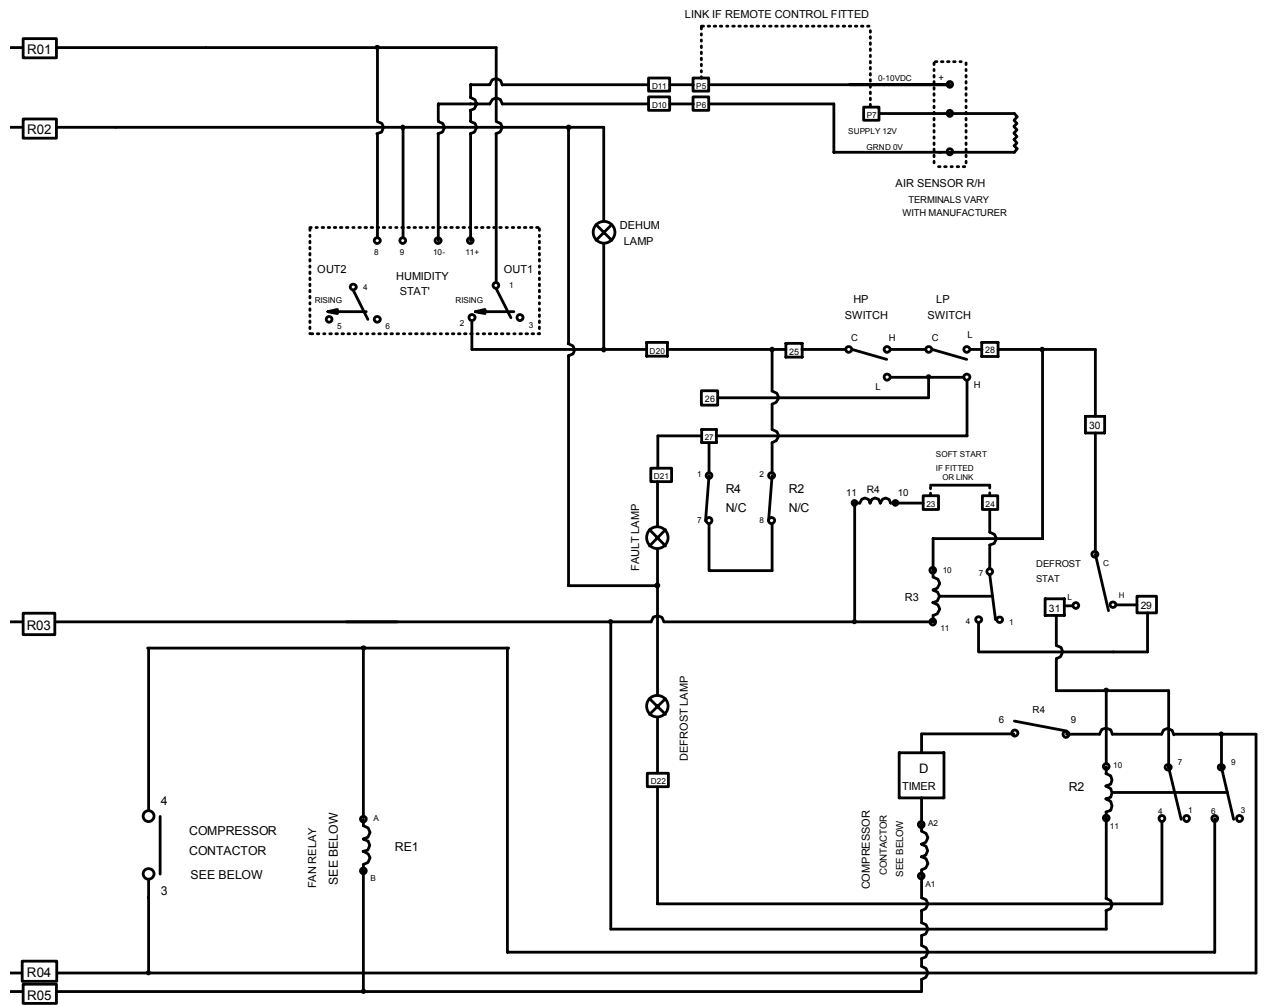 LINK IF REMOTE CONTROL FITTED
R01
D11
P5
0-10VDC
+
D10
P6
P7
SUPPLY 12V
R02
GRND 0V
AIR SENSOR R/H
TERMINALS VARY
WITH MANUFACTURER
DEHUM
LAMP
8
9
10-
11+
OUT2
HUMIDITY
STAT'
OUT1
4
1
RISING
RISING
5
6
2
3
HP
SWITCH
LP
SWITCH
C
H
C
L
D20
25
28
L
H
26
30
27
D21
SOFT START
IF FITTED
OR LINK
1
R4
N/C
7
2
R2
N/C
8
11
R4
10
23
24
FAULT LAMP
DEFROST
STAT
C
10
7
R3
11
4
1
31
L
H
29
R03
DEFROST LAMP
R4
6
9
D
TIMER
D22
10
7
9
R2
11
4
1
6
3
4
COMPRESSOR
CONTACTOR
SEE BELOW
3
FAN RELAY
SEE BELOW
A
RE1
B
COMPRESSOR
CONTACTOR
SEE BELOW
A2
A1
R04
R05